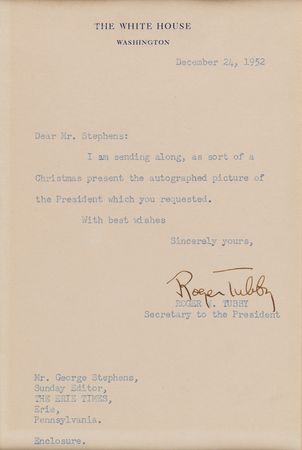 THE WHITE HOUSE
WASHINGTON
December 24, 1952
Dear Mr. Stephens:
I am sending along, as sort of a
Christmas present the autographed picture of
the President which you requested.
With best wishes
Sincerely yours,
Roger Tubby
ROGER W. TUBBY
Secretary to the President
Mr. George Stephens,
Sunday Editor,
THE ERIE TIMES,
Erie,
Pennsylvania.
Enclosure.